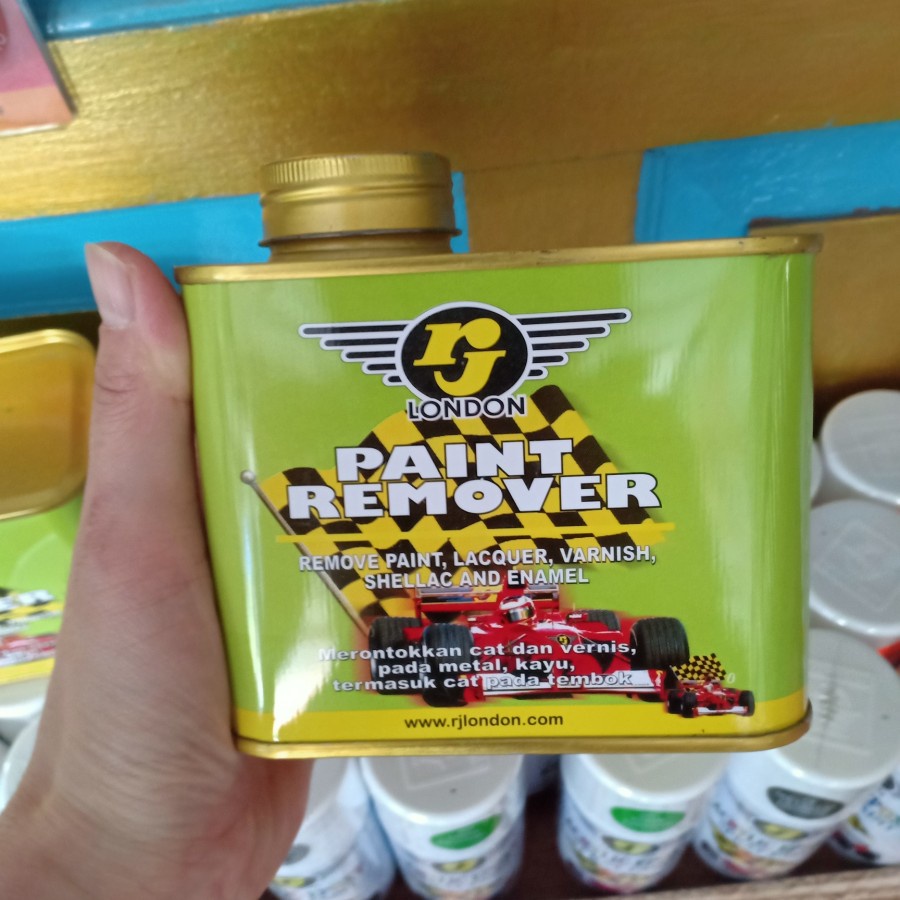 rj
LONDON
PAINT
REMOVER
REMOVE PAINT, LACQUER, VARNISH,
SHELLAC AND ENAMEL
Merontokkan cat dan vernis,
pada metal, kayu,
termasuk cat pada tembok
www.rjlondon.com